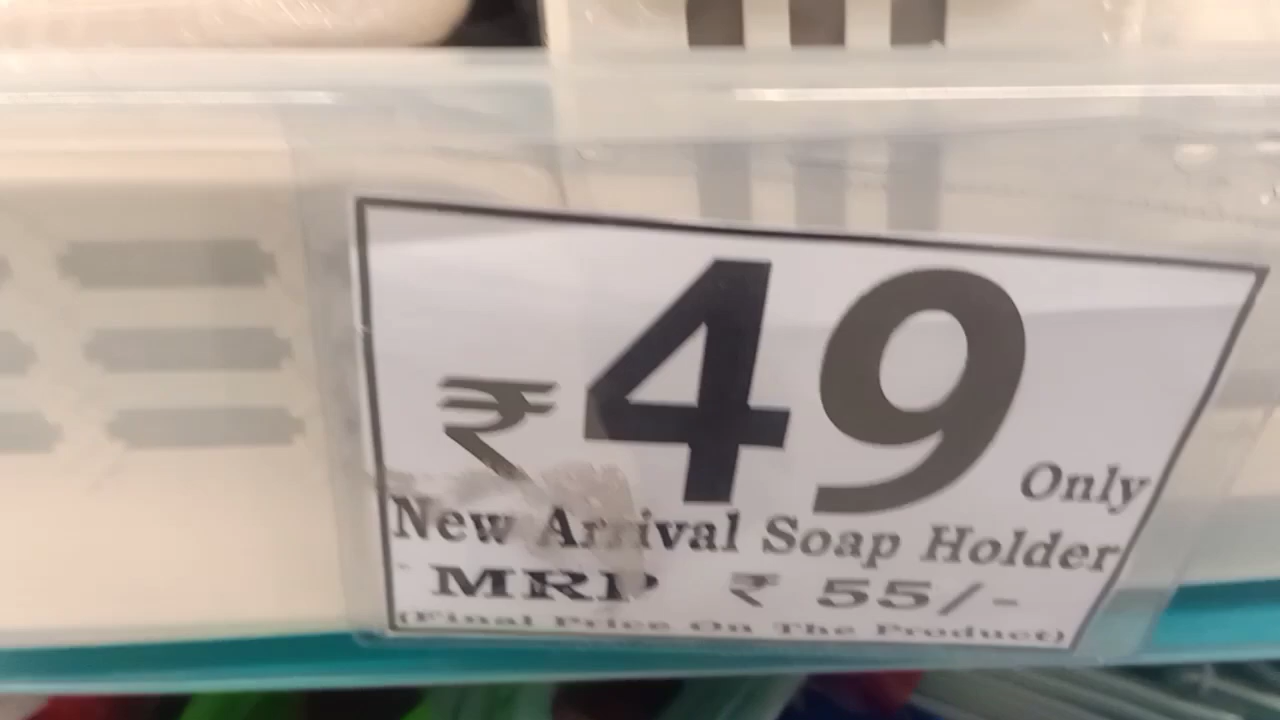 ₹49 Only
New Arrival Soap Holder
MRP ₹ 55/-
(Final Price On The Product)